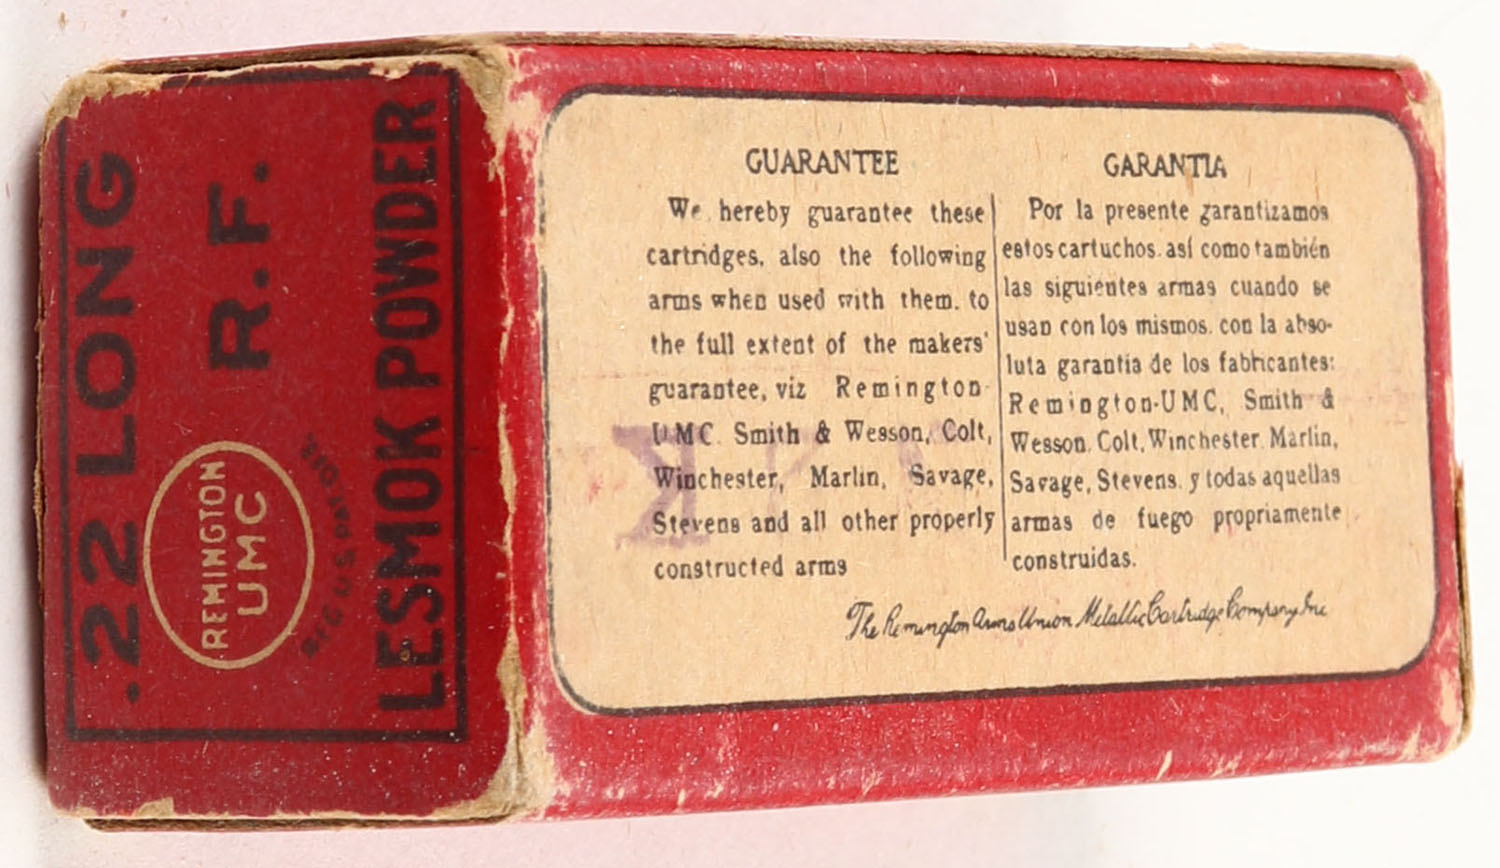 .22 LONG
R.F.
REMINGTON
UMC
REG. U.S. PAT. OFF.
LESMOK POWDER
GUARANTEE
We hereby guarantee these
cartridges, also the following
arms when used with them, to
the full extent of the makers'
guarantee, viz Remington-
UMC. Smith & Wesson, Colt,
Winchester, Marlin, Savage,
Stevens and all other properly
constructed arms
GARANTIA
Por la presente garantizamos
estos cartuchos, así como también
las siguientes armas cuando se
usan con los mismos, con la abso-
luta garantía de los fabricantes:
Remington-UMC, Smith &
Wesson, Colt, Winchester, Marlin,
Savage, Stevens, y todas aquellas
armas de fuego propriamente
construidas.
The Remington Arms Union Metallic Cartridge Company Inc